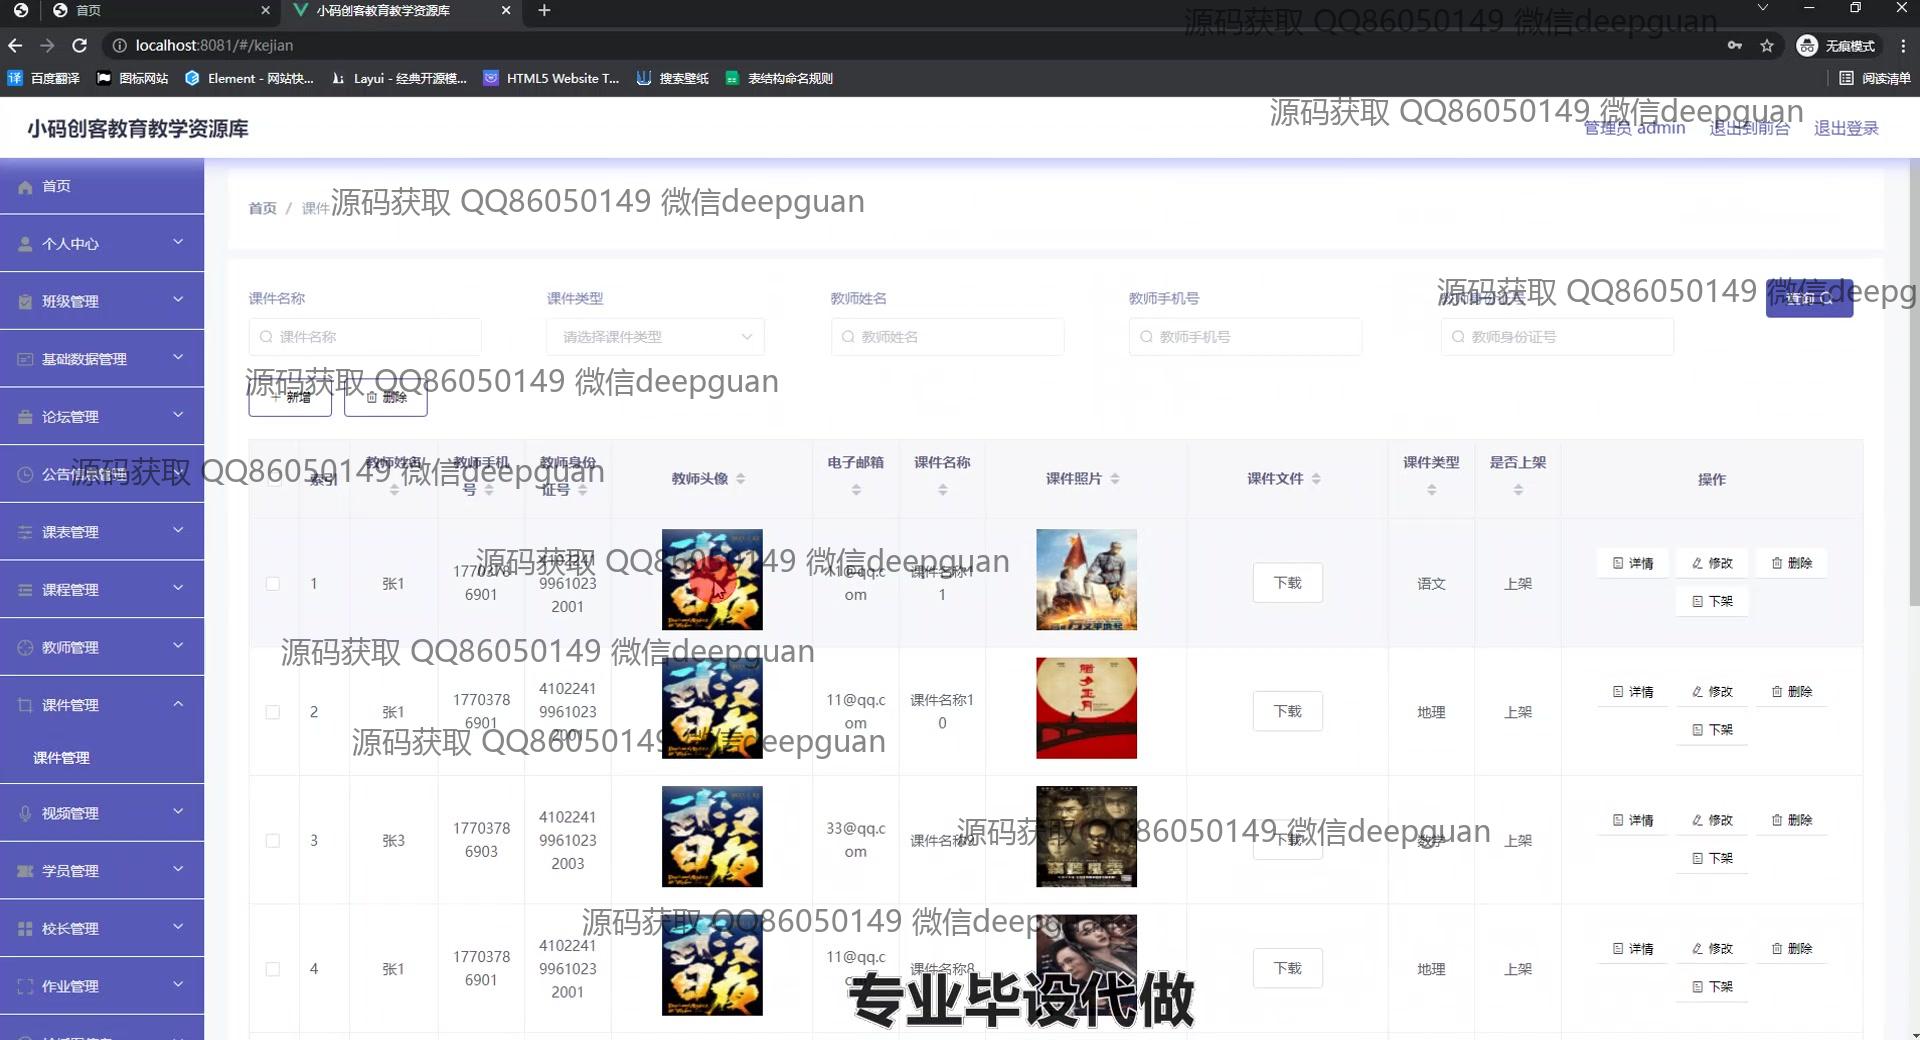 首页
小码创客教育教学资源库
localhost:8081/#/kejian
无痕模式
百度翻译
图标网站
Element - 网站快...
Layui - 经典开源模...
HTML5 Website T...
搜索壁纸
表结构命名规则
阅读清单
源码获取 QQ86050149 微信deepguan
小码创客教育教学资源库
源码获取 QQ86050149 微信deepguan
管理员 admin
退出到前台
退出登录
首页
个人中心
班级管理
基础数据管理
论坛管理
公告信息管理
课表管理
课程管理
教师管理
课件管理
课件管理
视频管理
学员管理
校长管理
作业管理
首页 / 课件
源码获取 QQ86050149 微信deepguan
课件名称
课件类型
教师姓名
教师手机号
源码获取 QQ86050149 微信deepg
查询
课件名称
请选择课件类型
教师姓名
教师手机号
教师身份证号
源码获取 QQ86050149 微信deepguan
+ 新增
删除
源码获取 QQ86050149 微信deepguan
索引
教师姓名
教师手机号
教师身份证号
教师头像
电子邮箱
课件名称
课件照片
课件文件
课件类型
是否上架
操作
源码获取 QQ86050149 微信deepguan
1
张1
1770378
6901
4102241
9961023
2001
11@qq.c
om
课件名称1
1
下载
语文
上架
详情
修改
删除
下架
源码获取 QQ86050149 微信deepguan
2
张1
1770378
6901
4102241
9961023
2001
11@qq.c
om
课件名称1
0
下载
地理
上架
详情
修改
删除
下架
源码获取 QQ86050149 微信deepguan
3
张3
1770378
6903
4102241
9961023
2003
33@qq.c
om
课件名称9
下载
数学
上架
详情
修改
删除
下架
源码获取 QQ86050149 微信deepguan
源码获取 QQ86050149 微信deepguan
4
张1
1770378
6901
4102241
9961023
2001
11@qq.c
课件名称8
下载
地理
上架
详情
修改
删除
下架
专业毕设代做